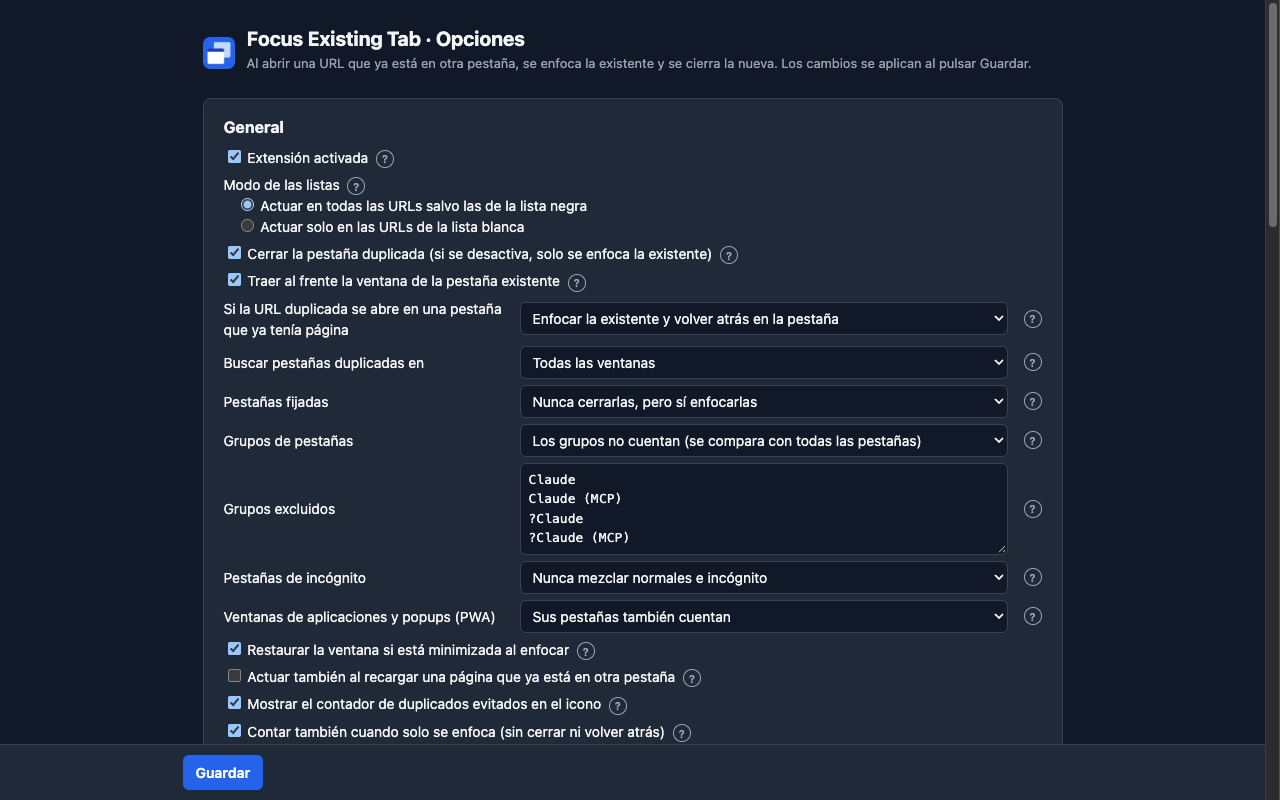 Focus Existing Tab · Opciones
Al abrir una URL que ya está en otra pestaña, se enfoca la existente y se cierra la nueva. Los cambios se aplican al pulsar Guardar.
General
Extensión activada ?
Modo de las listas ?
Actuar en todas las URLs salvo las de la lista negra
Actuar solo en las URLs de la lista blanca
Cerrar la pestaña duplicada (si se desactiva, solo se enfoca la existente) ?
Traer al frente la ventana de la pestaña existente ?
Si la URL duplicada se abre en una pestaña
que ya tenía página
Enfocar la existente y volver atrás en la pestaña ?
Buscar pestañas duplicadas en Todas las ventanas ?
Pestañas fijadas Nunca cerrarlas, pero sí enfocarlas ?
Grupos de pestañas Los grupos no cuentan (se compara con todas las pestañas) ?
Grupos excluidos ?
Claude
Claude (MCP)
?Claude
?Claude (MCP)
Pestañas de incógnito Nunca mezclar normales e incógnito ?
Ventanas de aplicaciones y popups (PWA) Sus pestañas también cuentan ?
Restaurar la ventana si está minimizada al enfocar ?
Actuar también al recargar una página que ya está en otra pestaña ?
Mostrar el contador de duplicados evitados en el icono ?
Contar también cuando solo se enfoca (sin cerrar ni volver atrás) ?
Guardar